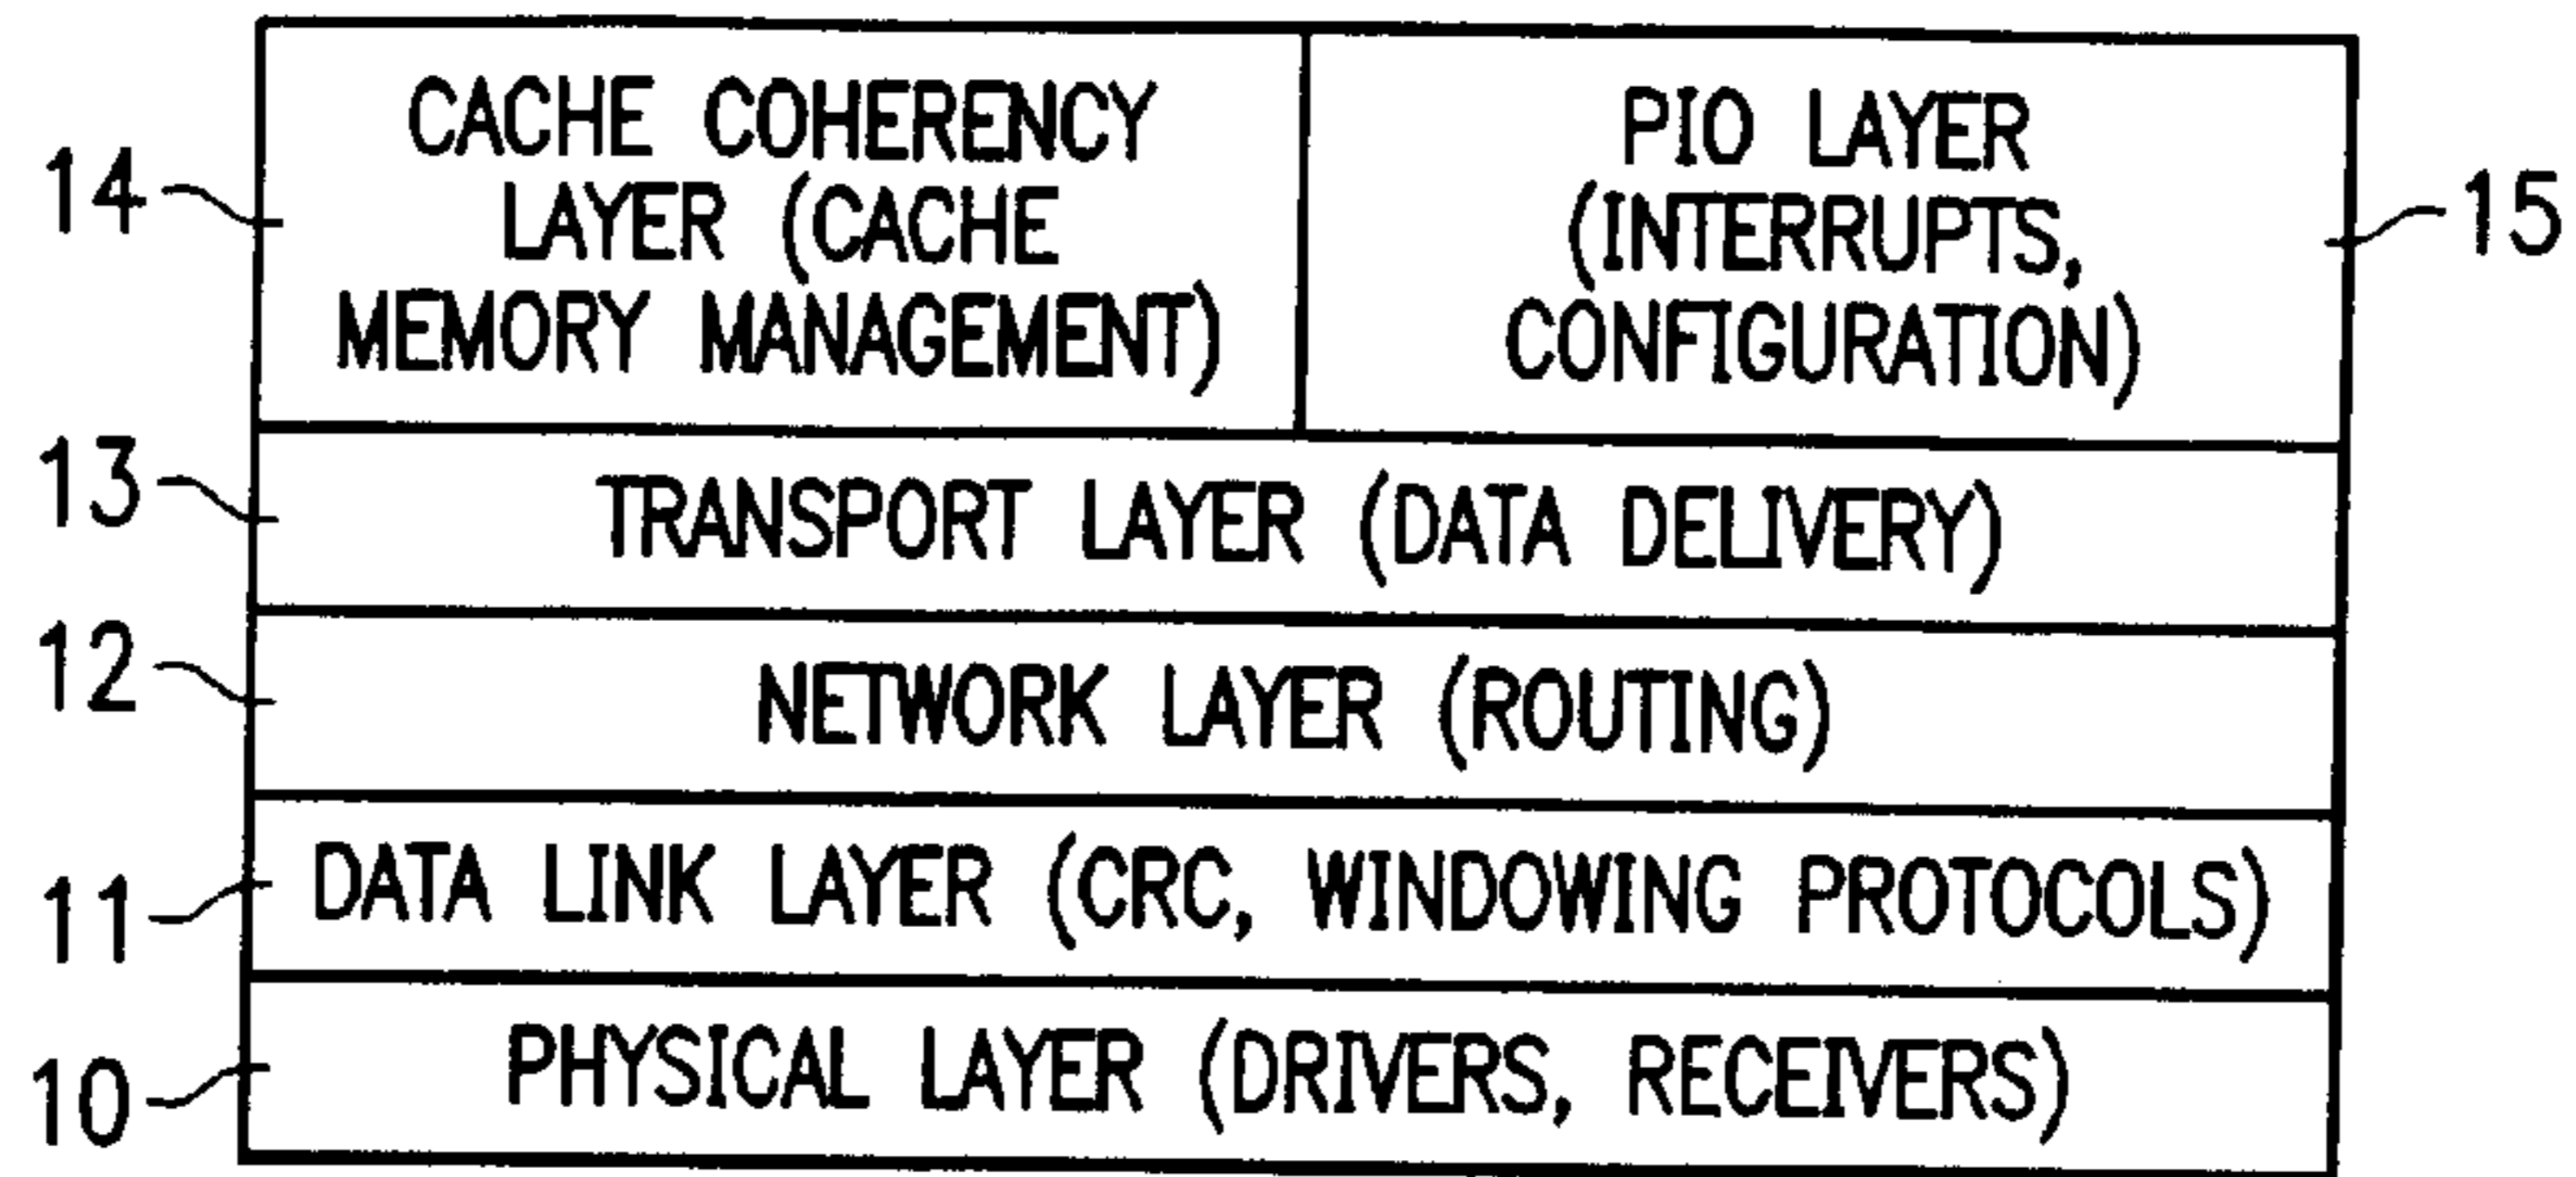 14
CACHE COHERENCY
LAYER (CACHE
MEMORY MANAGEMENT)
PIO LAYER
(INTERRUPTS,
CONFIGURATION)
15
13
TRANSPORT LAYER (DATA DELIVERY)
12
NETWORK LAYER (ROUTING)
11
DATA LINK LAYER (CRC, WINDOWING PROTOCOLS)
10
PHYSICAL LAYER (DRIVERS, RECEIVERS)